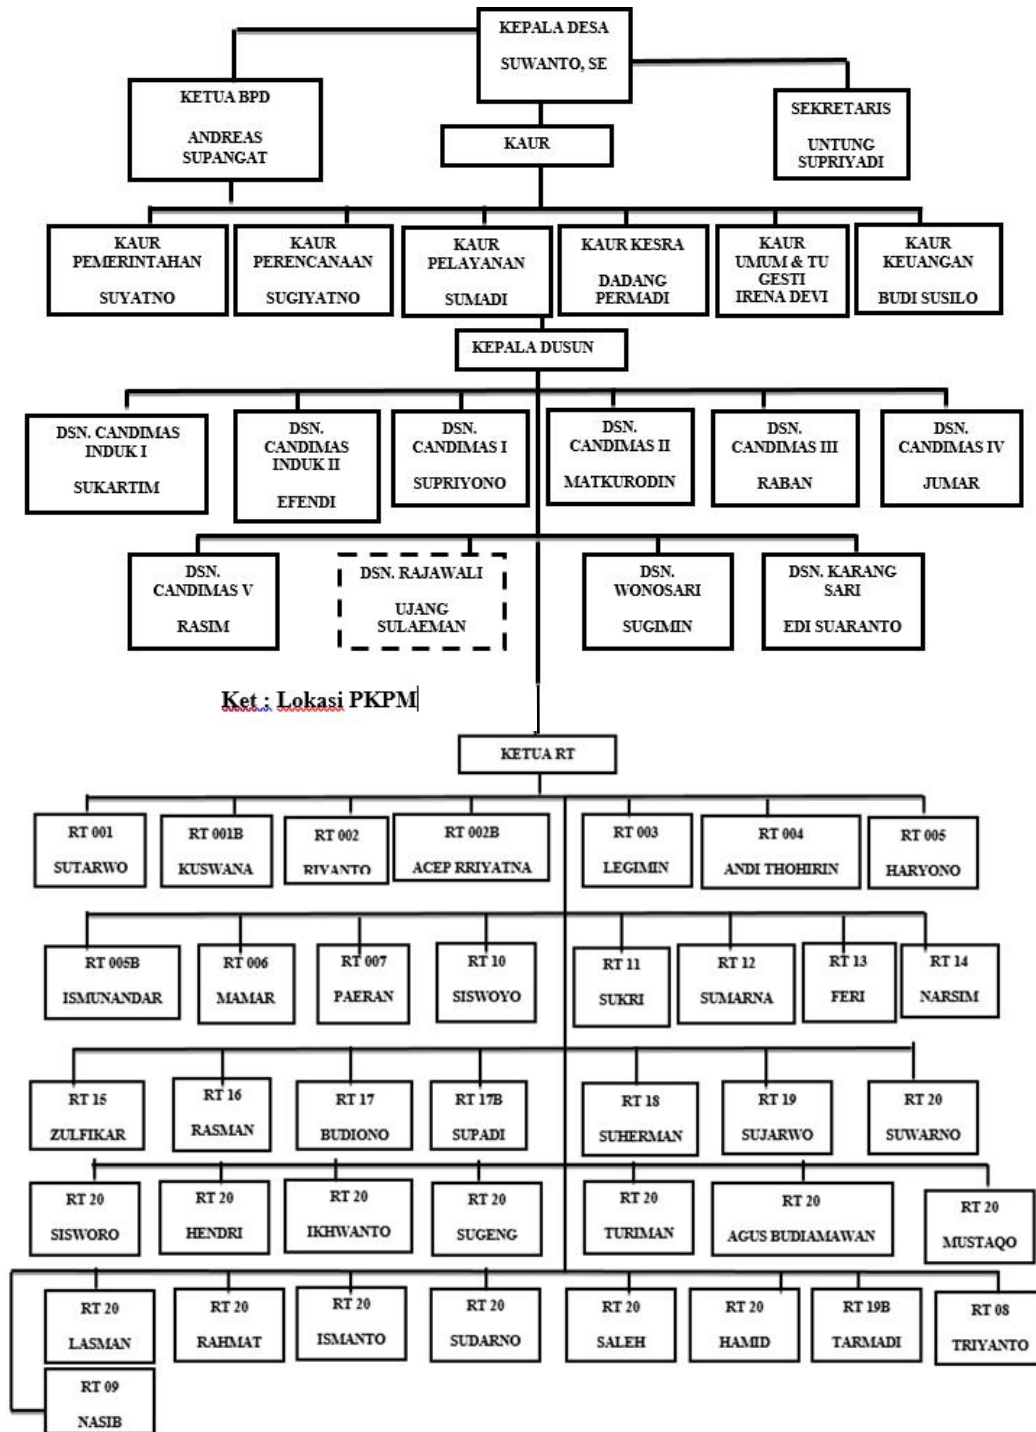 KEPALA DESA
SUWANTO, SE
KETUA BPD
ANDREAS
SUPANGAT
SEKRETARIS
UNTUNG
SUPRIYADI
KAUR
KAUR
PEMERINTAHAN
SUYATNO
KAUR
PERENCANAAN
SUGIYATNO
KAUR
PELAYANAN
SUMADI
KAUR KESRA
DADANG
PERMADI
KAUR
UMUM & TU
GESTI
IRENA DEVI
KAUR
KEUANGAN
BUDI SUSILO
KEPALA DUSUN
DSN. CANDIMAS
INDUK I
SUKARTIM
DSN.
CANDIMAS
INDUK II
EFENDI
DSN.
CANDIMAS I
SUPRIYONO
DSN.
CANDIMAS II
MATKURODIN
DSN.
CANDIMAS III
RABAN
DSN.
CANDIMAS IV
JUMAR
DSN.
CANDIMAS V
RASIM
DSN. RAJAWALI
UJANG
SULAEMAN
DSN.
WONOSARI
SUGIMIN
DSN. KARANG
SARI
EDI SUARANTO
Ket : Lokasi PKPM
KETUA RT
RT 001
SUTARWO
RT 001B
KUSWANA
RT 002
RIYANTO
RT 002B
ACEP RRIYATNA
RT 003
LEGIMIN
RT 004
ANDI THOHIRIN
RT 005
HARYONO
RT 005B
ISMUNANDAR
RT 006
MAMAR
RT 007
PAERAN
RT 10
SISWOYO
RT 11
SUKRI
RT 12
SUMARNA
RT 13
FERI
RT 14
NARSIM
RT 15
ZULFIKAR
RT 16
RASMAN
RT 17
BUDIONO
RT 17B
SUPADI
RT 18
SUHERMAN
RT 19
SUJARWO
RT 20
SUWARNO
RT 20
SISWORO
RT 20
HENDRI
RT 20
IKHWANTO
RT 20
SUGENG
RT 20
TURIMAN
RT 20
AGUS BUDIAMAWAN
RT 20
MUSTAQO
RT 20
LASMAN
RT 20
RAHMAT
RT 20
ISMANTO
RT 20
SUDARNO
RT 20
SALEH
RT 20
HAMID
RT 19B
TARMADI
RT 08
TRIYANTO
RT 09
NASIB